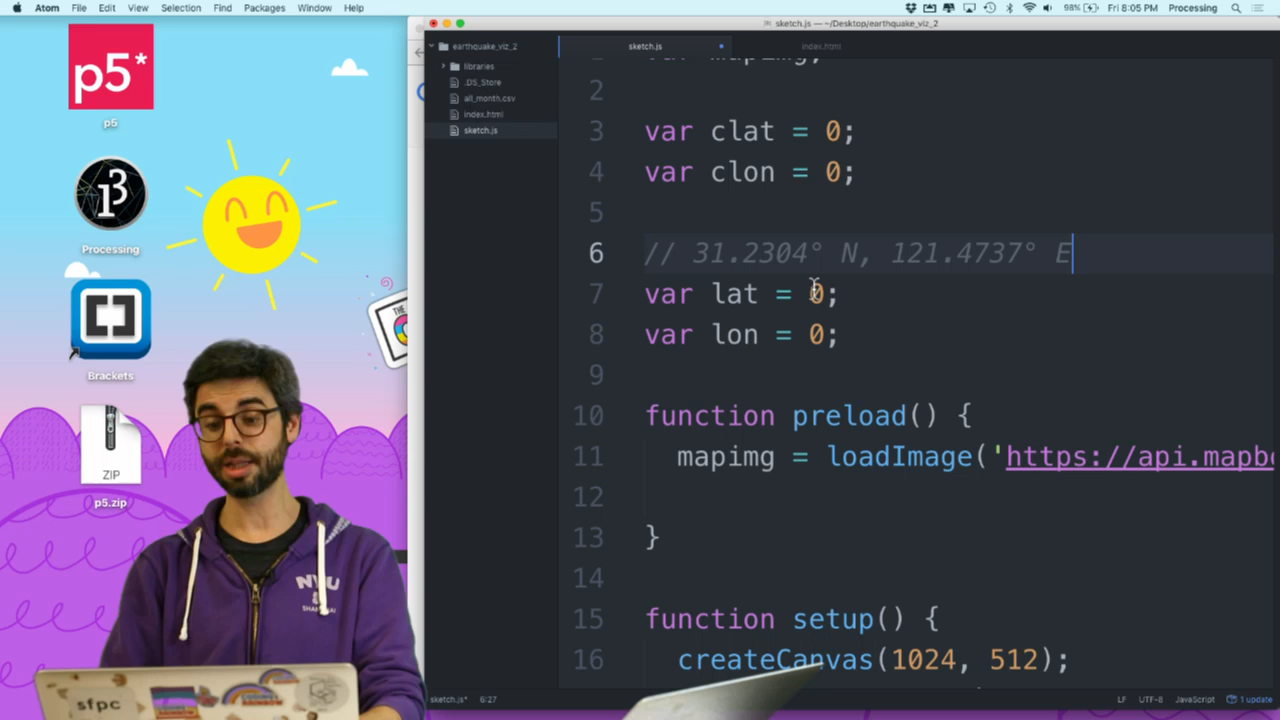 Atom File Edit View Selection Find Packages Window Help
98% Fri 8:05 PM Processing
sketch.js — ~/Desktop/earthquake_viz_2
p5*
p5
Processing
Brackets
ZIP
p5.zip
earthquake_viz_2
libraries
.DS_Store
all_month.csv
index.html
sketch.js
sketch.js index.html
2
3 var clat = 0;
4 var clon = 0;
5
6 // 31.2304° N, 121.4737° E
7 var lat = 0;
8 var lon = 0;
9
10 function preload() {
11 mapimg = loadImage('https://api.mapb
12
13 }
14
15 function setup() {
16 createCanvas(1024, 512);
THE
NYU
SHANGHAI
sfpc
sketch.js* 6:27 LF UTF-8 JavaScript 1 update